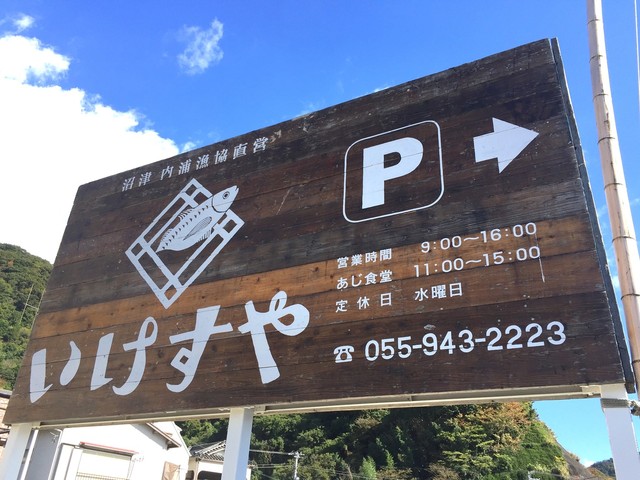 沼津 内浦漁協直営
いけすや
P
営業時間 9:00〜16:00
あじ食堂 11:00〜15:00
定休日 水曜日
☎ 055-943-2223